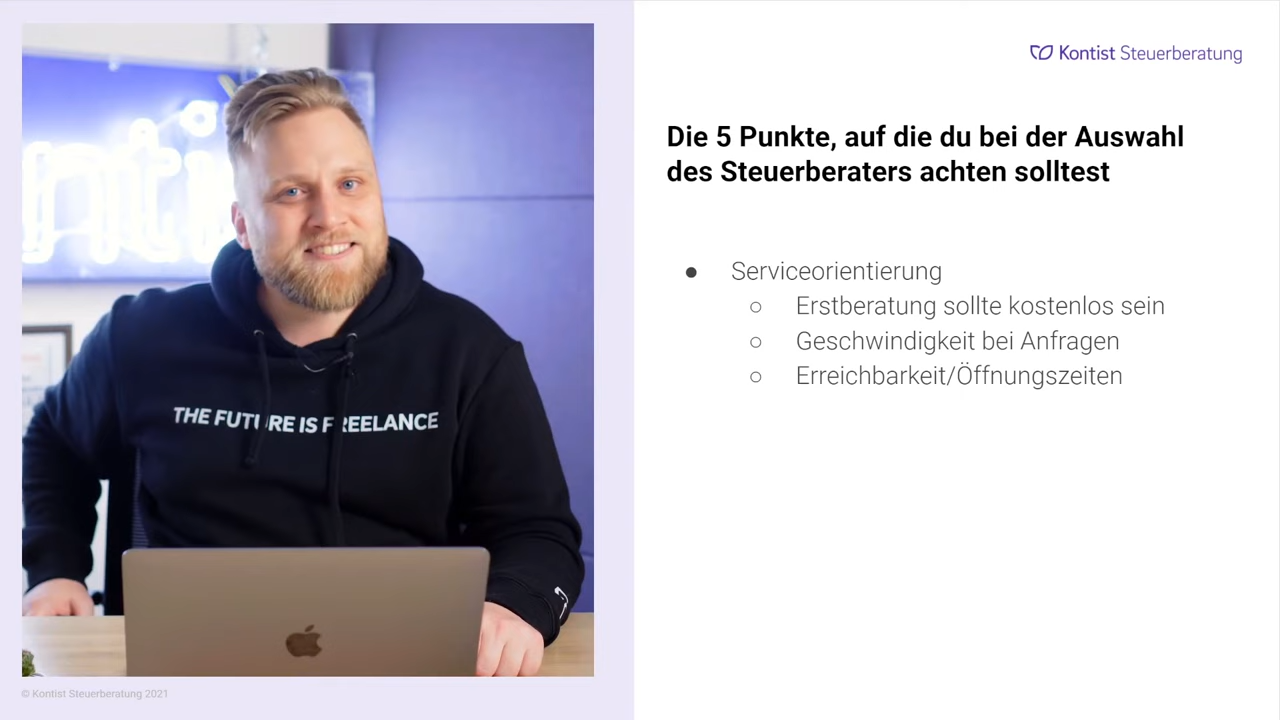 Kontist Steuerberatung
Die 5 Punkte, auf die du bei der Auswahl
des Steuerberaters achten solltest
● Serviceorientierung
○ Erstberatung sollte kostenlos sein
○ Geschwindigkeit bei Anfragen
○ Erreichbarkeit/Öffnungszeiten
nti
THE FUTURE IS FREELANCE
© Kontist Steuerberatung 2021